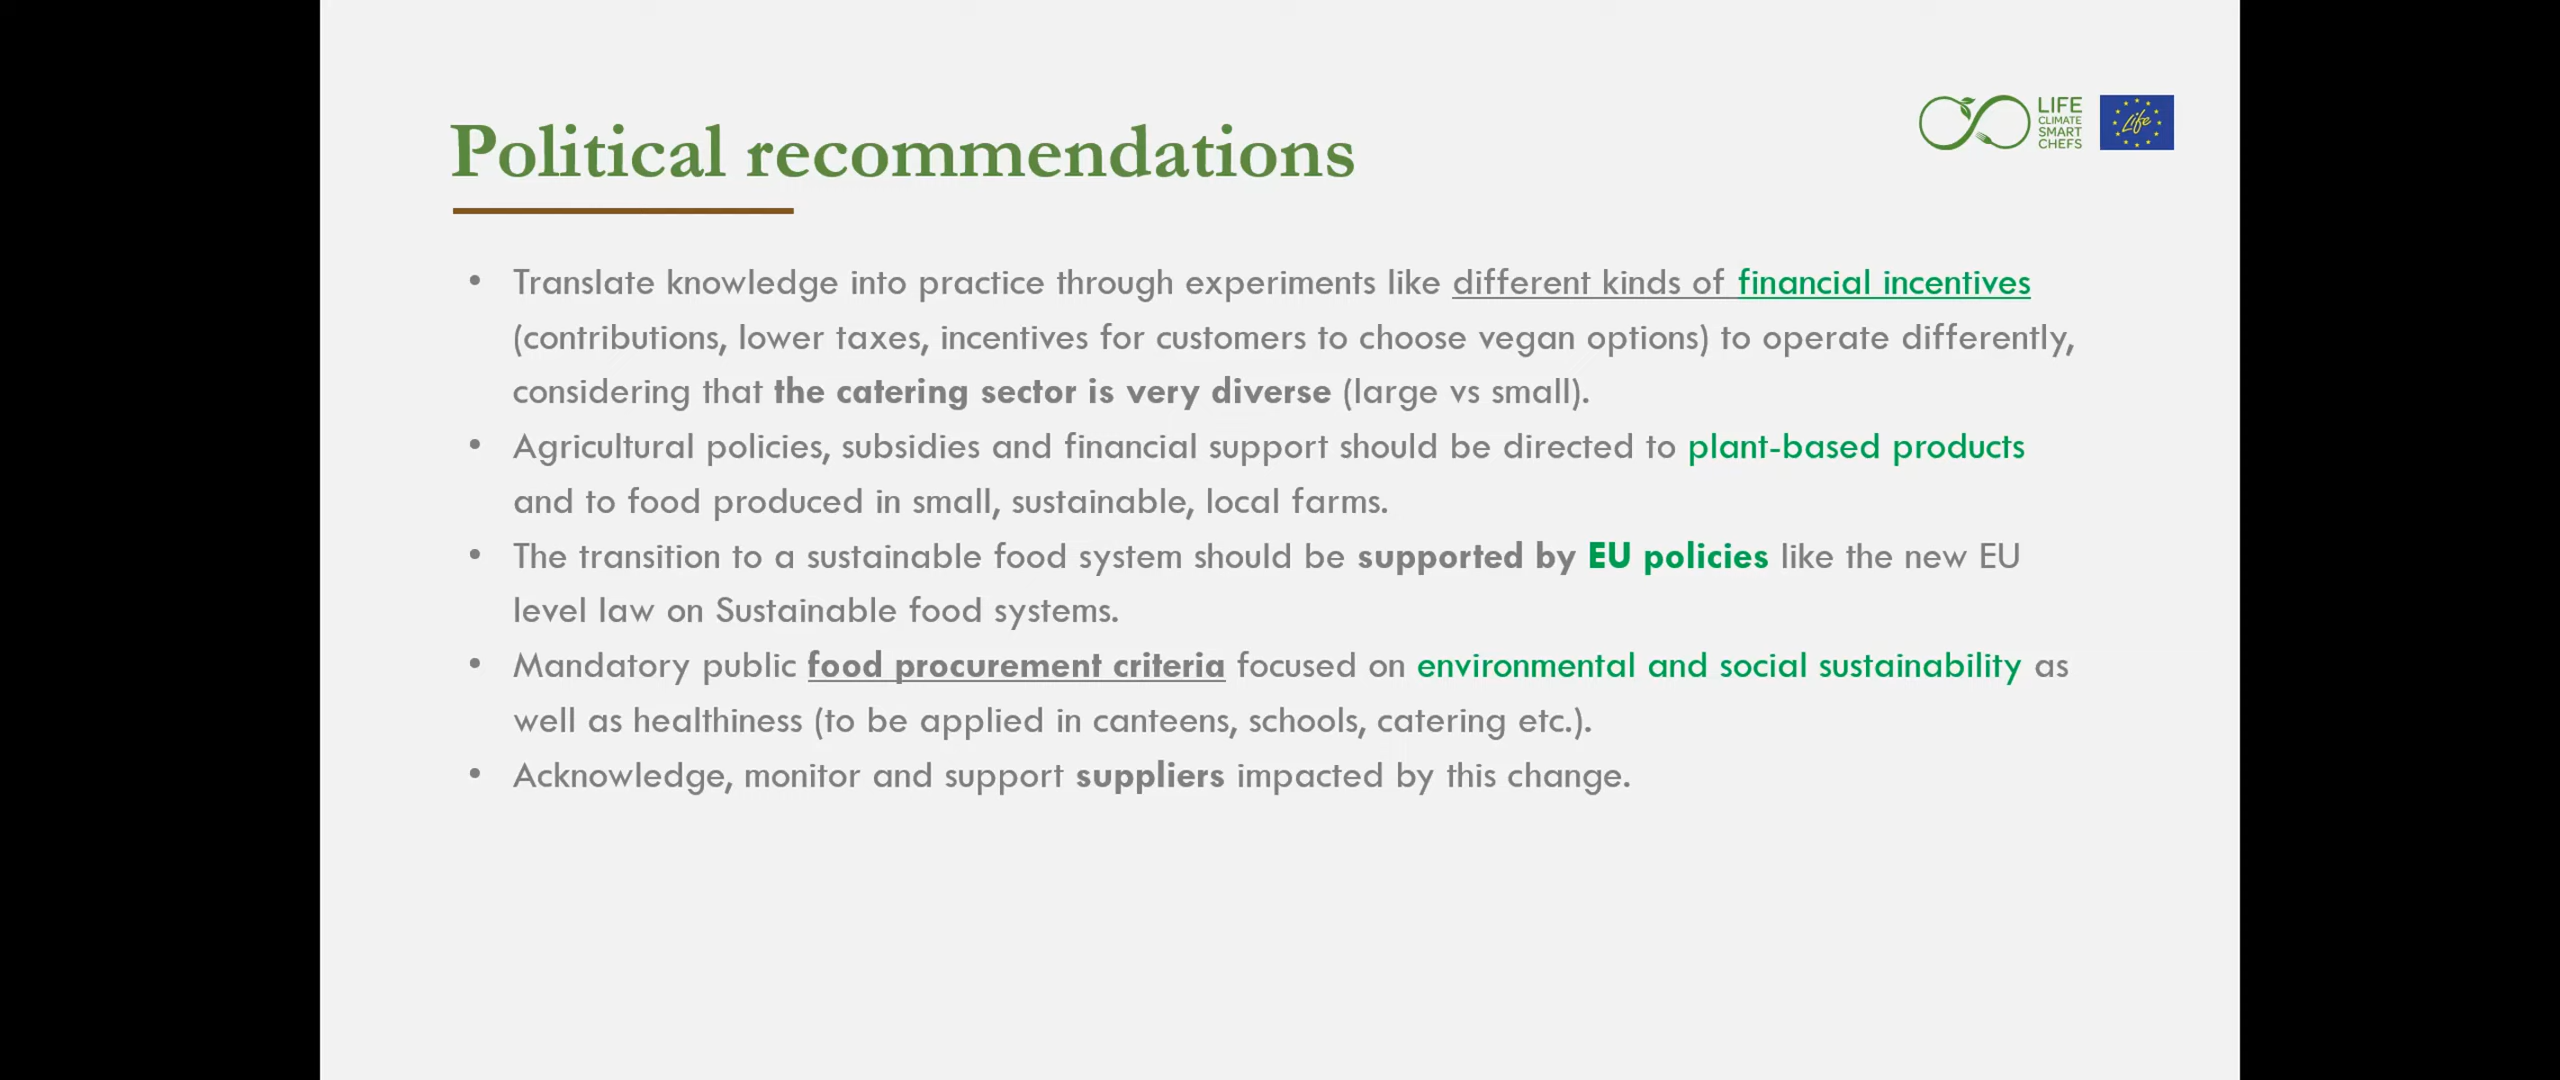 Political recommendations
LIFE
CLIMATE
SMART
CHEFS
Life
• Translate knowledge into practice through experiments like different kinds of financial incentives
(contributions, lower taxes, incentives for customers to choose vegan options) to operate differently,
considering that the catering sector is very diverse (large vs small).
• Agricultural policies, subsidies and financial support should be directed to plant-based products
and to food produced in small, sustainable, local farms.
• The transition to a sustainable food system should be supported by EU policies like the new EU
level law on Sustainable food systems.
• Mandatory public food procurement criteria focused on environmental and social sustainability as
well as healthiness (to be applied in canteens, schools, catering etc.).
• Acknowledge, monitor and support suppliers impacted by this change.